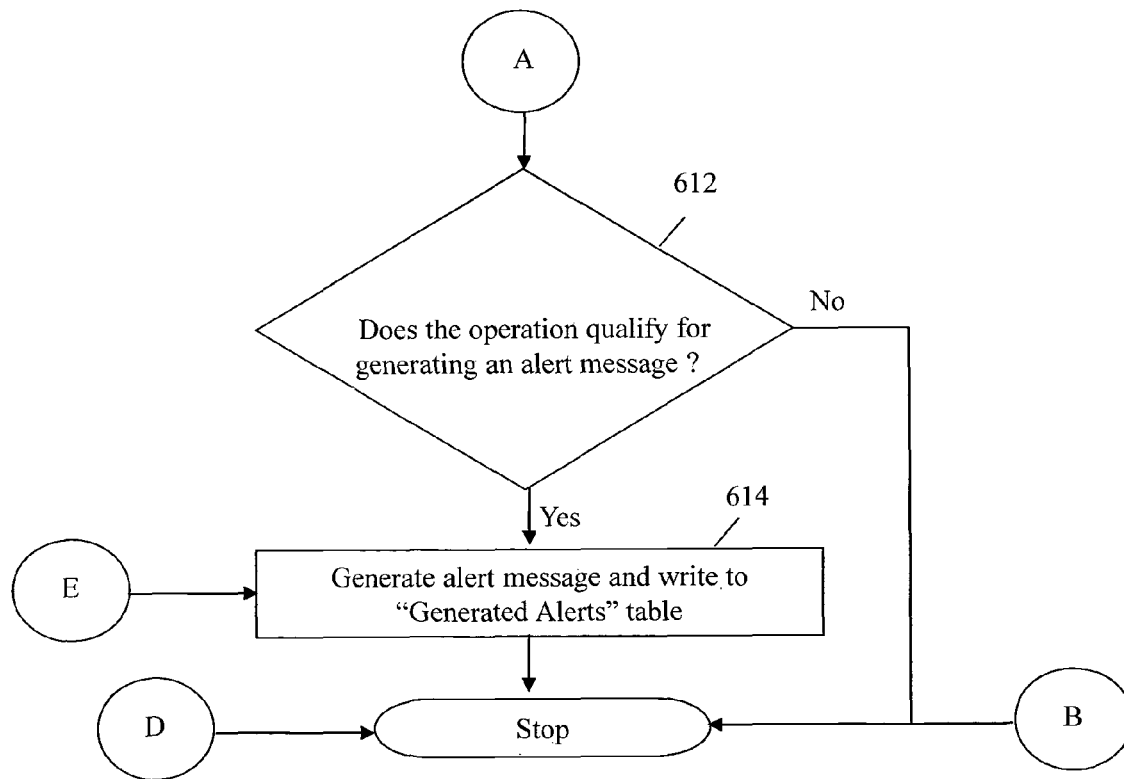 A
612
No
Does the operation qualify for
generating an alert message ?
Yes
614
E
Generate alert message and write to
“Generated Alerts” table
D
Stop
B